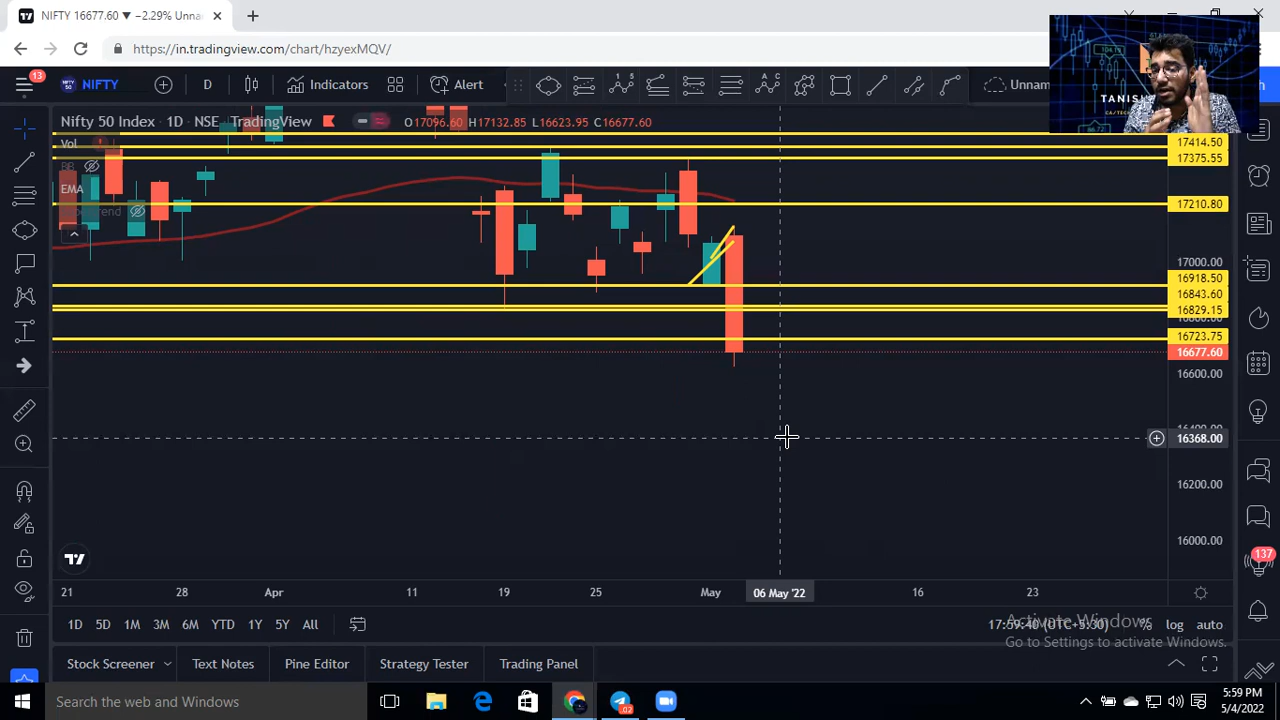 NIFTY 16677.60 ▼ −2.29% Unna
https://in.tradingview.com/chart/hzyexMQV/
13
NIFTY
D
Indicators
Alert
Unnam
TANIS
Nifty 50 Index · 1D · NSE TradingView O17096.60 H17132.85 L16623.95 C16677.60
Vol
BB
EMA
17414.50
17375.55
17210.80
17000.00
16918.50
16843.60
16829.15
16723.75
16677.60
16600.00
16368.00
16200.00
16000.00
137
21 28 Apr 11 19 25 May 06 May '22 16 23
1D 5D 1M 3M 6M YTD 1Y 5Y All
17:59:40 (UTC+5:30) % log auto
Activate Windows
Go to Settings to activate Windows.
Stock Screener Text Notes Pine Editor Strategy Tester Trading Panel
Search the web and Windows
02
5:59 PM
5/4/2022